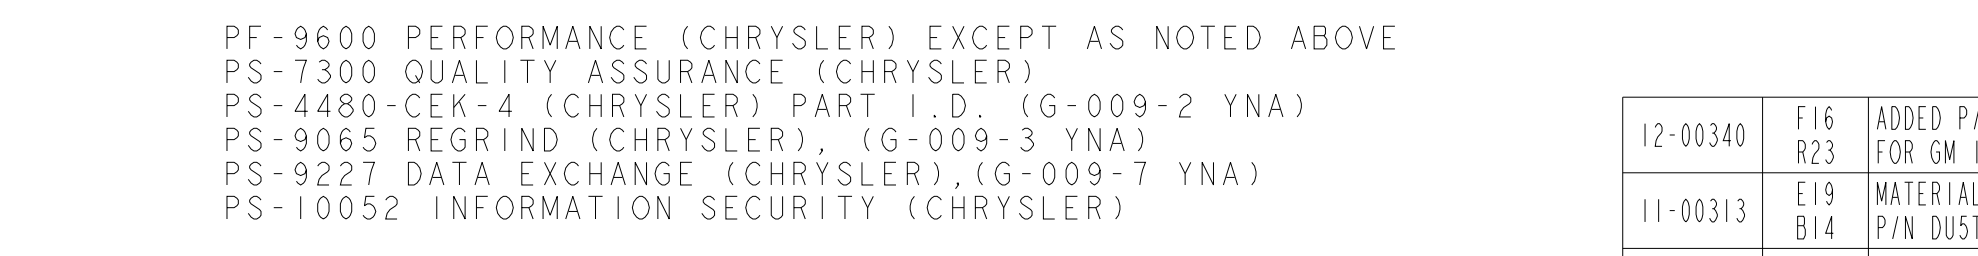 PF-9600 PERFORMANCE (CHRYSLER) EXCEPT AS NOTED ABOVE
PS-7300 QUALITY ASSURANCE (CHRYSLER)
PS-4480-CEK-4 (CHRYSLER) PART I.D. (G-009-2 YNA)
PS-9065 REGRIND (CHRYSLER), (G-009-3 YNA)
PS-9227 DATA EXCHANGE (CHRYSLER),(G-009-7 YNA)
PS-10052 INFORMATION SECURITY (CHRYSLER)
12-00340
F16
R23
ADDED P/
FOR GM
11-00313
E19
B14
MATERIAL
P/N DU5T